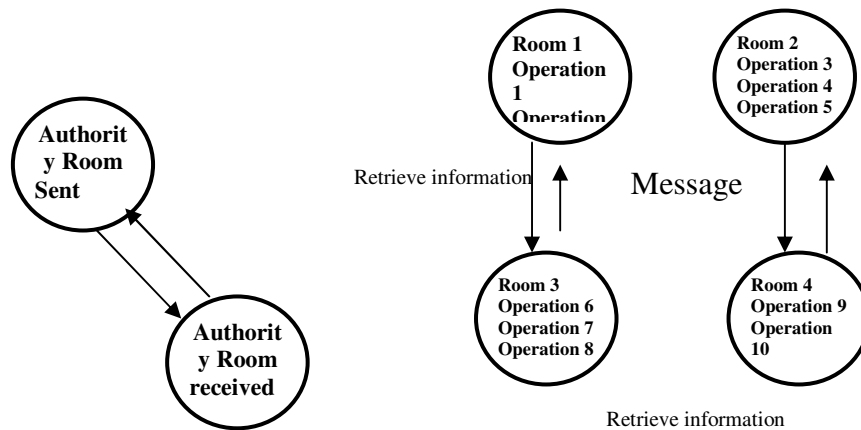 Authorit
y Room
Sent
Authorit
y Room
received
Room 1
Operation
1
Operation
Room 2
Operation 3
Operation 4
Operation 5
Retrieve information
Message
Room 3
Operation 6
Operation 7
Operation 8
Room 4
Operation 9
Operation
10
Retrieve information